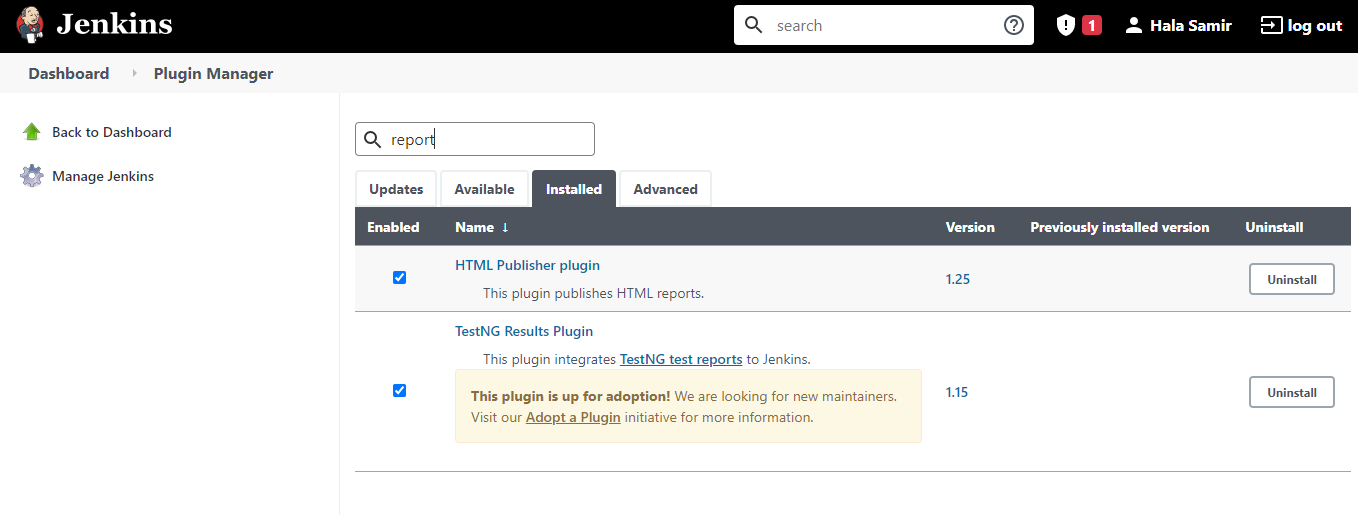 Jenkins
search
1
Hala Samir
log out
Dashboard
Plugin Manager
Back to Dashboard
Manage Jenkins
report
Updates
Available
Installed
Advanced
Enabled
Name ↓
Version
Previously installed version
Uninstall
HTML Publisher plugin
This plugin publishes HTML reports.
1.25
Uninstall
TestNG Results Plugin
This plugin integrates TestNG test reports to Jenkins.
This plugin is up for adoption! We are looking for new maintainers.
Visit our Adopt a Plugin initiative for more information.
1.15
Uninstall